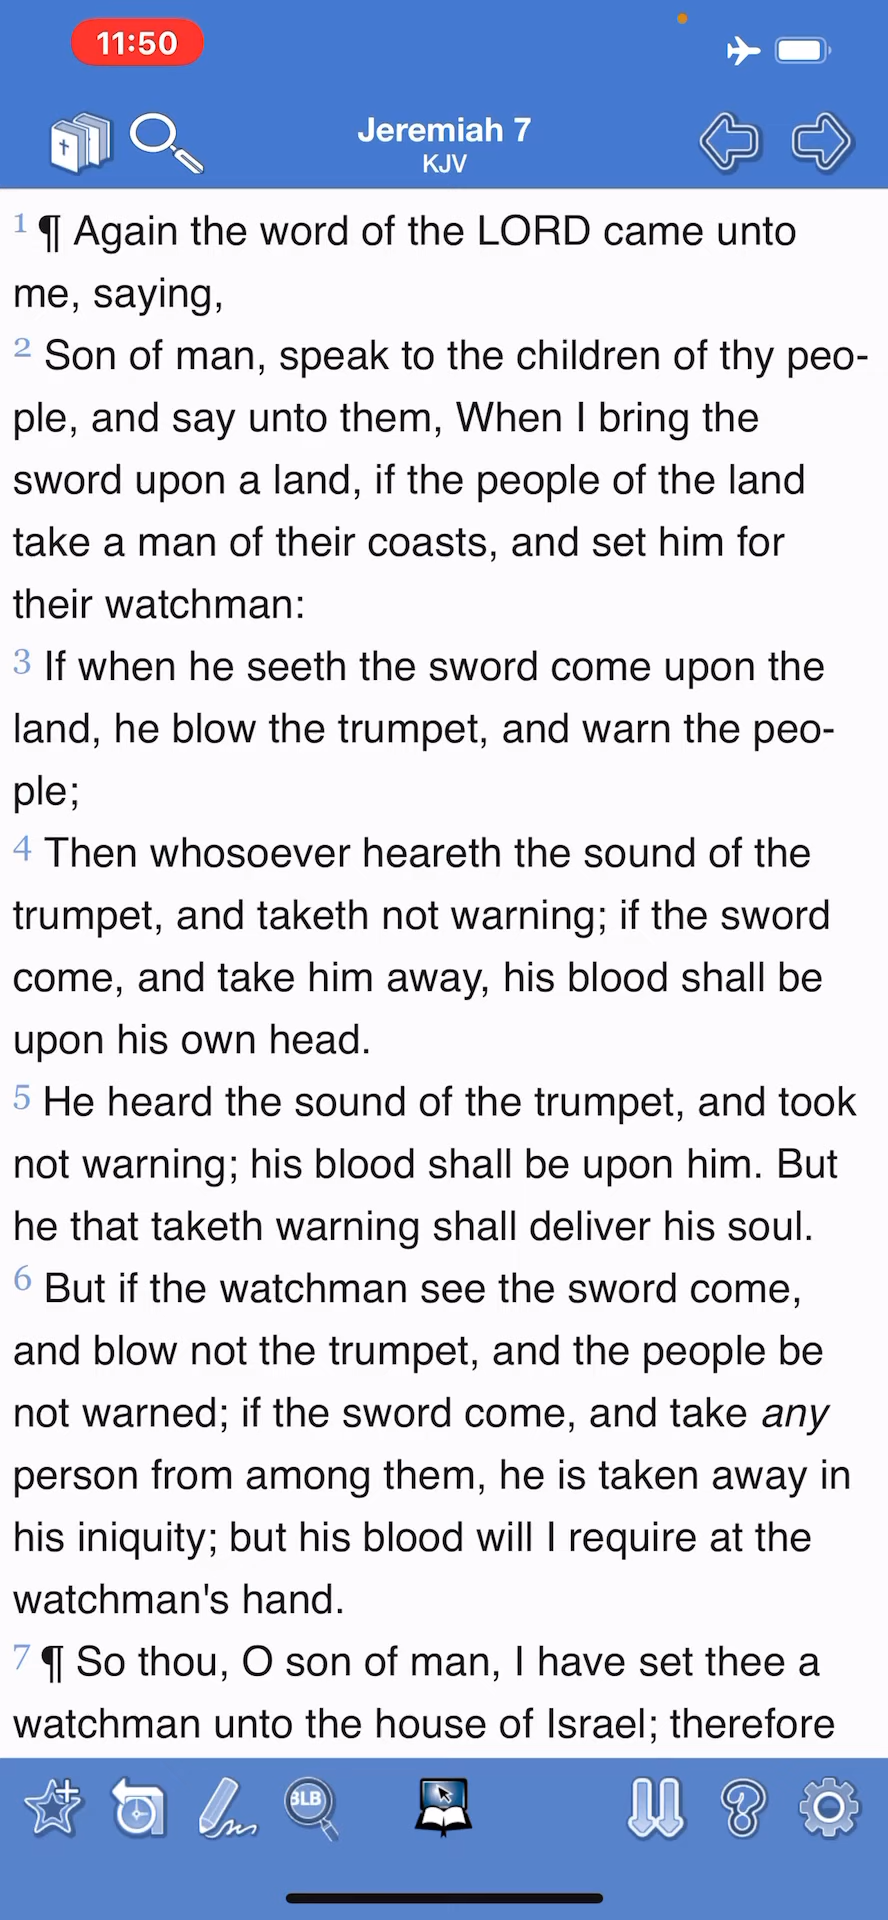 11:50
Jeremiah 7
KJV
1 ¶ Again the word of the LORD came unto
me, saying,
2 Son of man, speak to the children of thy peo-
ple, and say unto them, When I bring the
sword upon a land, if the people of the land
take a man of their coasts, and set him for
their watchman:
3 If when he seeth the sword come upon the
land, he blow the trumpet, and warn the peo-
ple;
4 Then whosoever heareth the sound of the
trumpet, and taketh not warning; if the sword
come, and take him away, his blood shall be
upon his own head.
5 He heard the sound of the trumpet, and took
not warning; his blood shall be upon him. But
he that taketh warning shall deliver his soul.
6 But if the watchman see the sword come,
and blow not the trumpet, and the people be
not warned; if the sword come, and take any
person from among them, he is taken away in
his iniquity; but his blood will I require at the
watchman's hand.
7 ¶ So thou, O son of man, I have set thee a
watchman unto the house of Israel; therefore
BLB